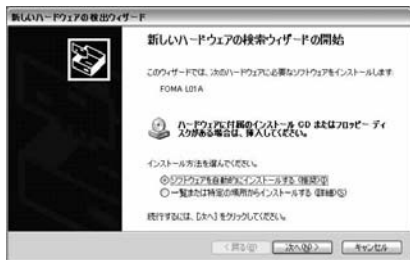 新しいハードウェアの検出ウィザード
新しいハードウェアの検索ウィザードの開始
このウィザードでは、次のハードウェアに必要なソフトウェアをインストールします:
FOMA L01A
ハードウェアに付属のインストール CD またはフロッピー ディ
スクがある場合は、挿入してください。
インストール方法を選んでください。
ソフトウェアを自動的にインストールする (推奨)(I)
一覧または特定の場所からインストールする (詳細)(S)
続行するには、[次へ] をクリックしてください。
< 戻る(B) 次へ(N) > キャンセル